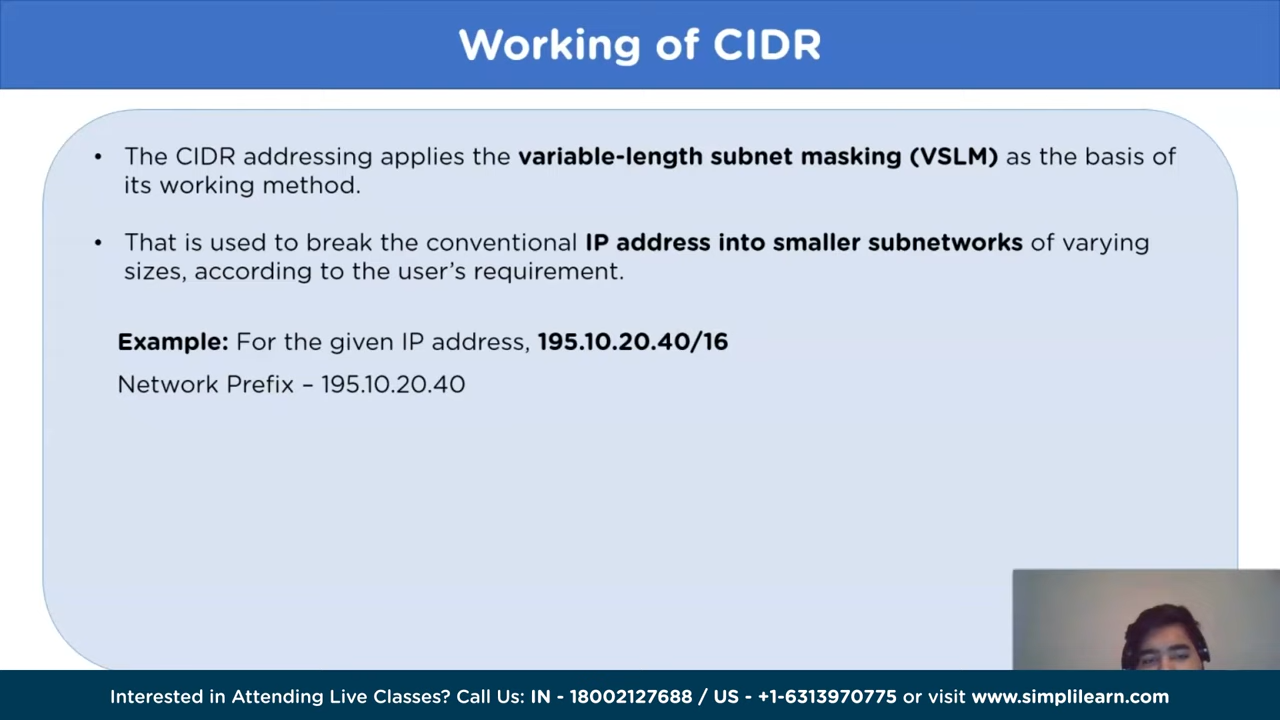 Working of CIDR
• The CIDR addressing applies the variable-length subnet masking (VSLM) as the basis of
its working method.
• That is used to break the conventional IP address into smaller subnetworks of varying
sizes, according to the user's requirement.
Example: For the given IP address, 195.10.20.40/16
Network Prefix – 195.10.20.40
Interested in Attending Live Classes? Call Us: IN - 18002127688 / US - +1-6313970775 or visit www.simplilearn.com